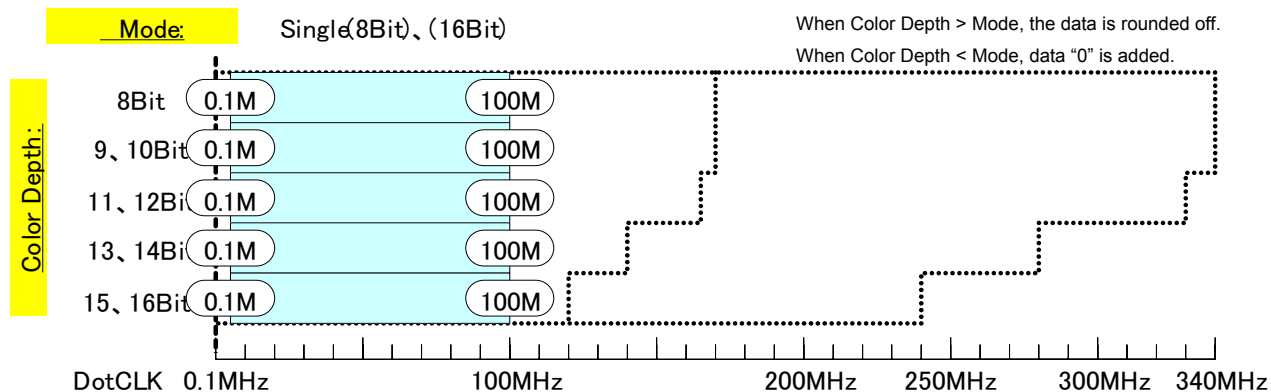 Mode: Single(8Bit)、(16Bit)
When Color Depth > Mode, the data is rounded off.
When Color Depth < Mode, data “0” is added.
Color Depth:
8Bit 0.1M 100M
9、10Bit 0.1M 100M
11、12Bi 0.1M 100M
13、14Bi 0.1M 100M
15、16Bit 0.1M 100M
DotCLK 0.1MHz 100MHz 200MHz 250MHz 300MHz 340MHz